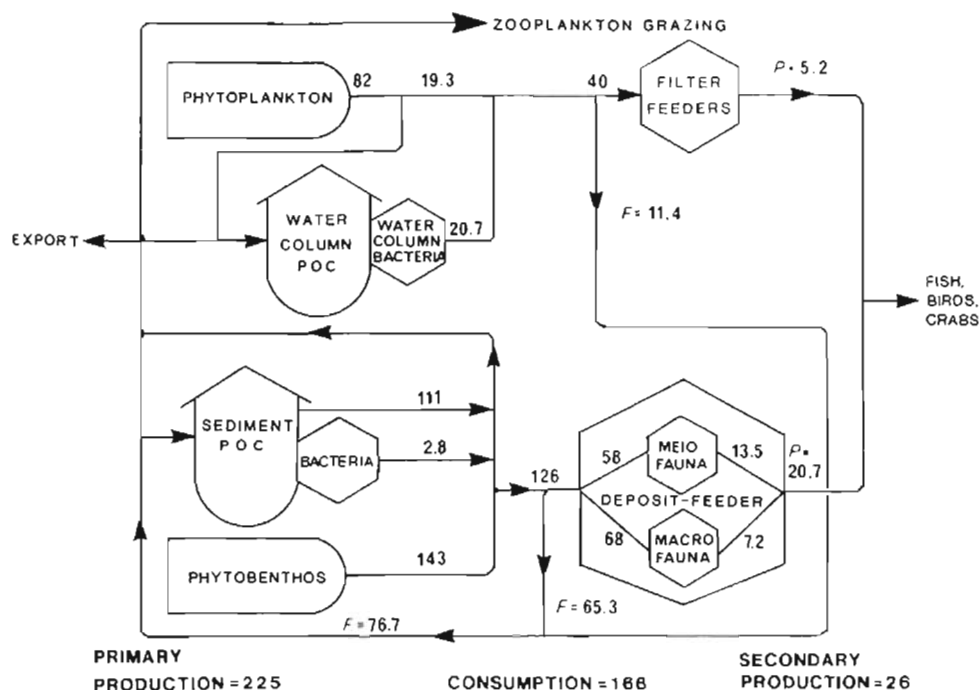 ZOOPLANKTON GRAZING
PHYTOPLANKTON
82
19.3
40
FILTER
FEEDERS
P= 5.2
F= 11.4
EXPORT
WATER
COLUMN
POC
WATER
COLUMN
BACTERIA
20.7
FISH,
BIRDS,
CRABS
SEDIMENT
POC
111
BACTERIA
2.8
126
58
MEIO
FAUNA
13.5
P=
20.7
DEPOSIT-FEEDER
68
MACRO
FAUNA
7.2
PHYTOBENTHOS
143
F= 65.3
F= 76.7
PRIMARY
PRODUCTION = 225
CONSUMPTION = 166
SECONDARY
PRODUCTION = 26